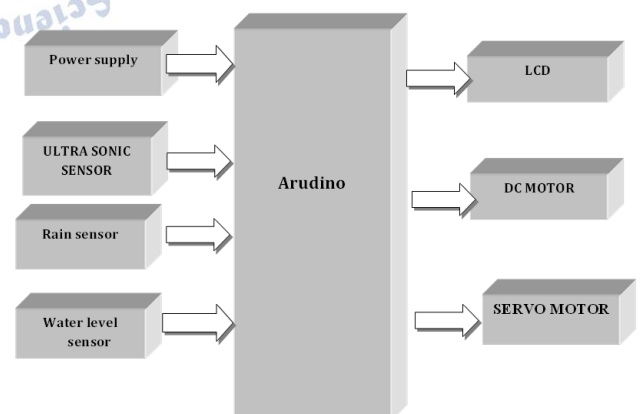 Power supply
ULTRA SONIC
SENSOR
Rain sensor
Water level
sensor
Arudino
LCD
DC MOTOR
SERVO MOTOR